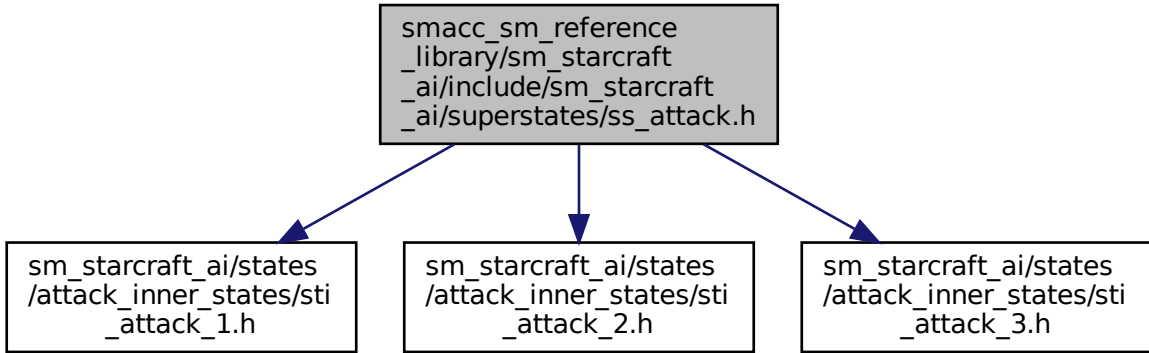 smacc_sm_reference
_library/sm_starcraft
_ai/include/sm_starcraft
_ai/superstates/ss_attack.h
sm_starcraft_ai/states
/attack_inner_states/sti
_attack_1.h
sm_starcraft_ai/states
/attack_inner_states/sti
_attack_2.h
sm_starcraft_ai/states
/attack_inner_states/sti
_attack_3.h